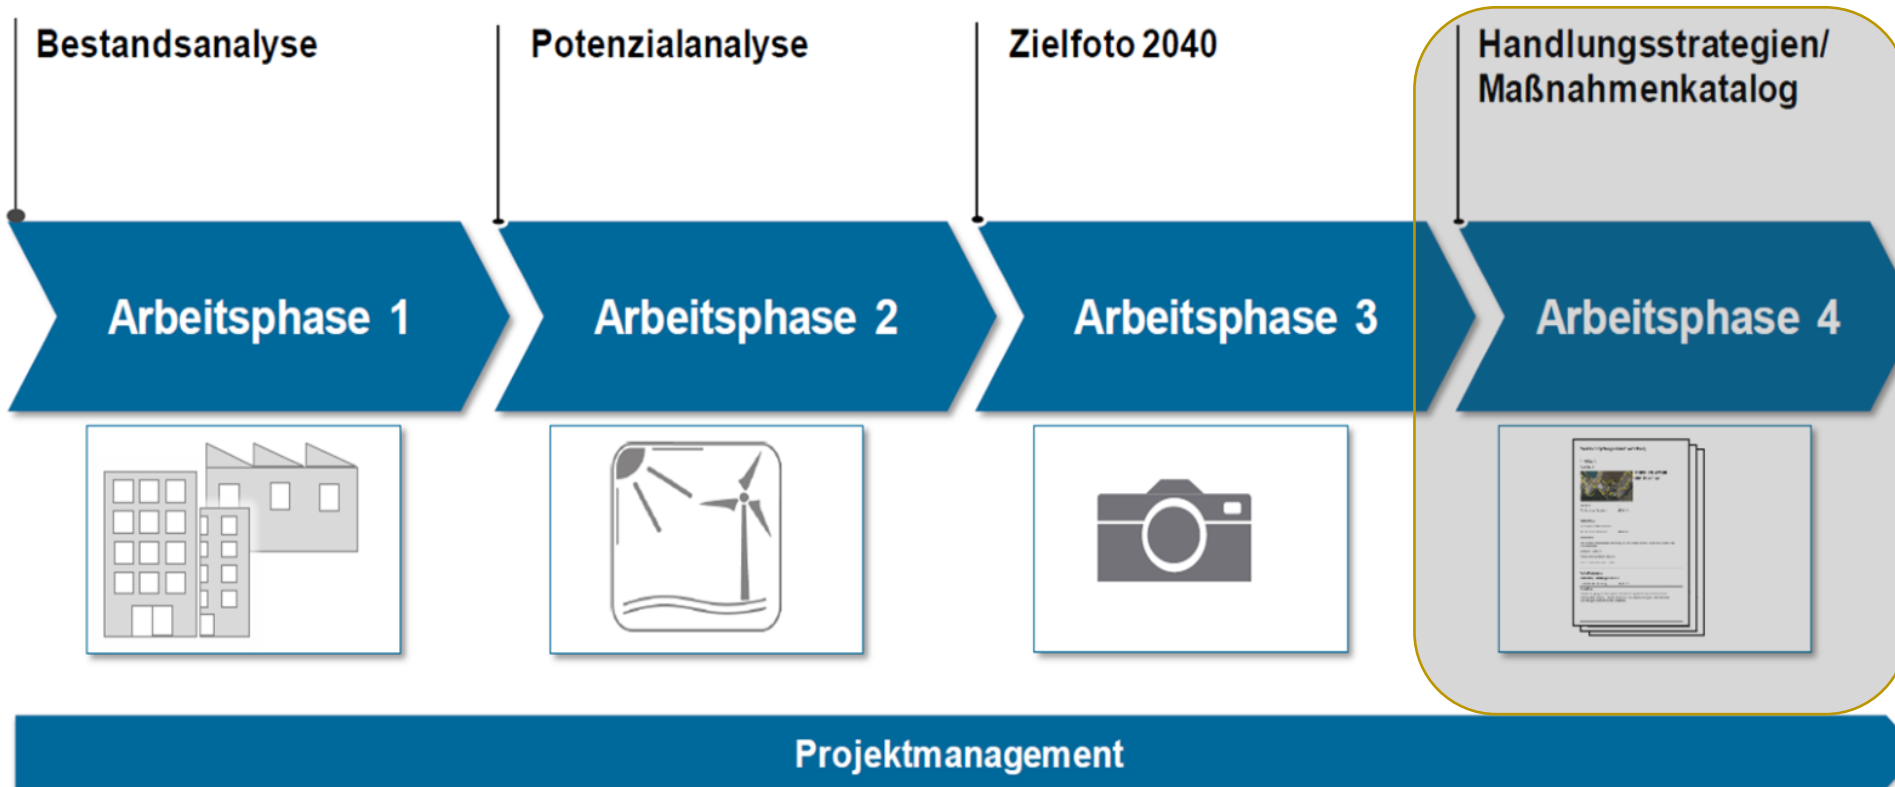 Bestandsanalyse
Potenzialanalyse
Zielfoto 2040
Handlungsstrategien/
Maßnahmenkatalog
Arbeitsphase 1
Arbeitsphase 2
Arbeitsphase 3
Arbeitsphase 4
Projektmanagement